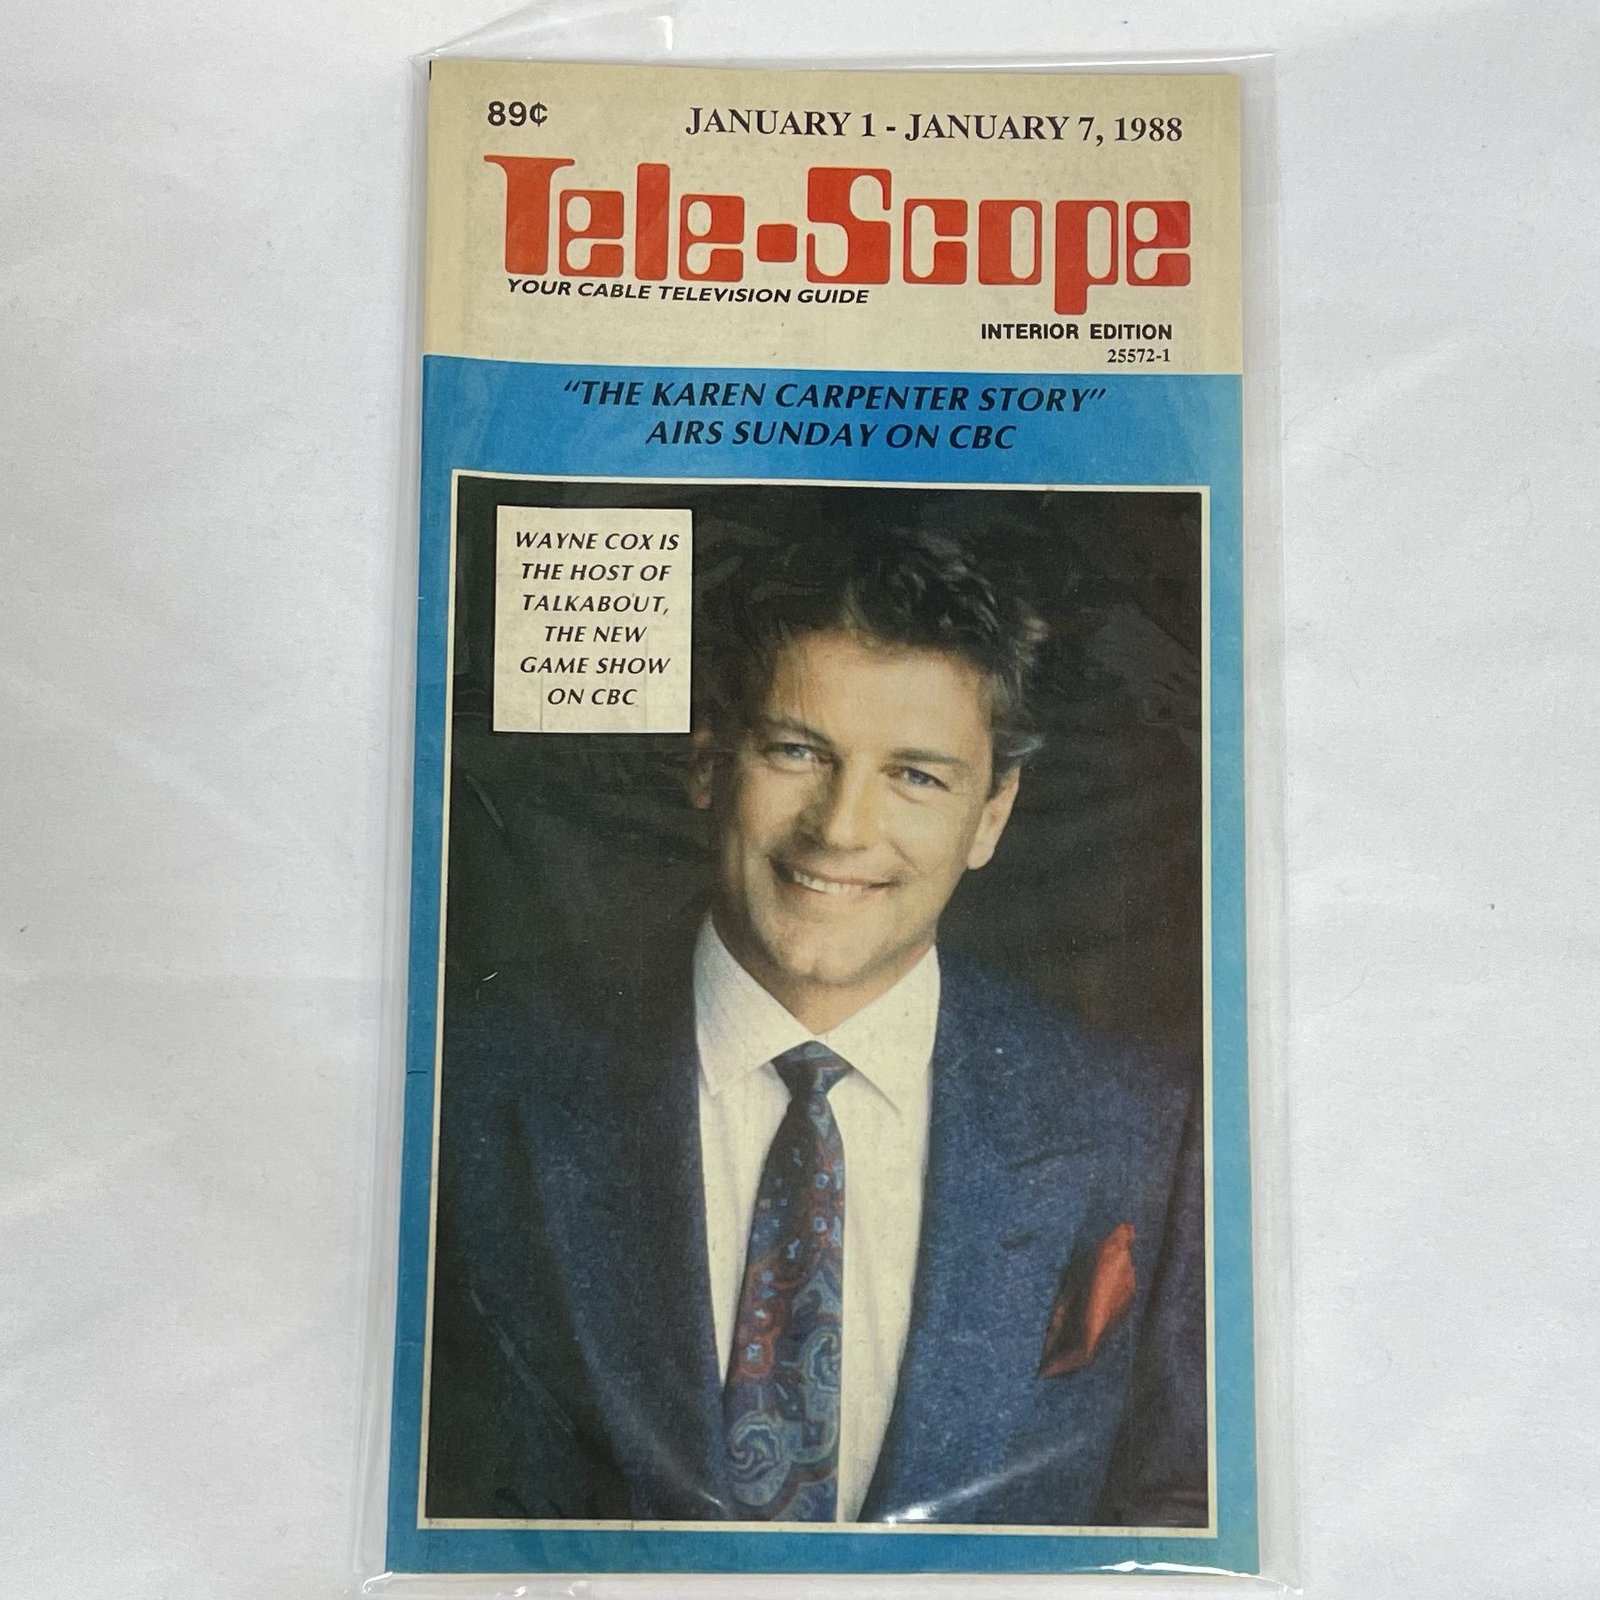 89¢
JANUARY 1 - JANUARY 7, 1988
Tele-Scope
YOUR CABLE TELEVISION GUIDE
INTERIOR EDITION
25572-1
"THE KAREN CARPENTER STORY"
AIRS SUNDAY ON CBC
WAYNE COX IS
THE HOST OF
TALKABOUT,
THE NEW
GAME SHOW
ON CBC